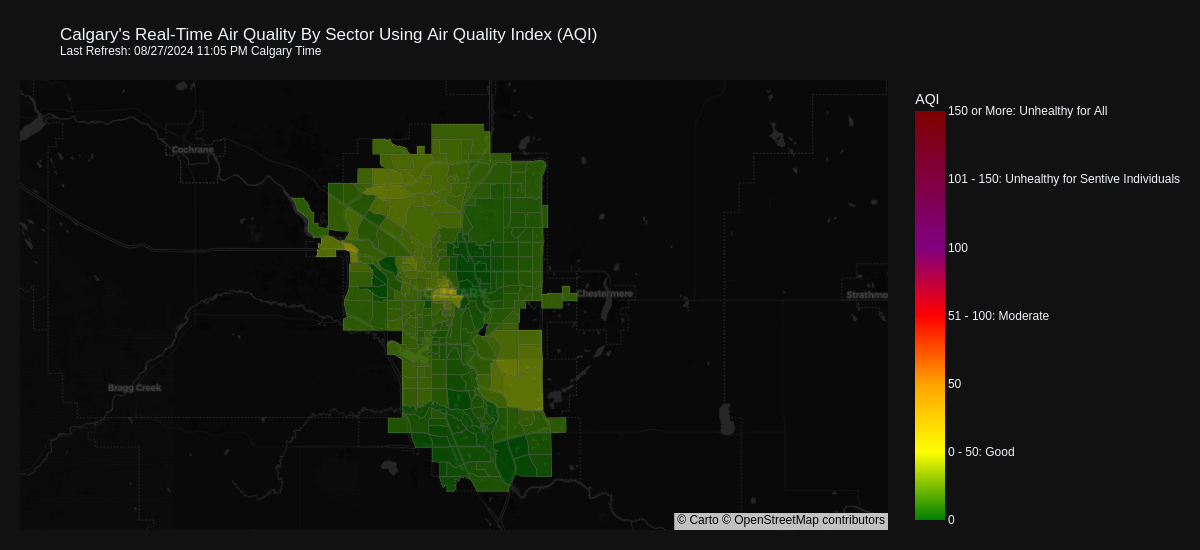 Calgary's Real-Time Air Quality By Sector Using Air Quality Index (AQI)
Last Refresh: 08/27/2024 11:05 PM Calgary Time
AQI
150 or More: Unhealthy for All
101 - 150: Unhealthy for Sentive Individuals
100
51 - 100: Moderate
50
0 - 50: Good
0
Cochrane
CALGARY
Chestermere
Strathmo
Bragg Creek
© Carto © OpenStreetMap contributors